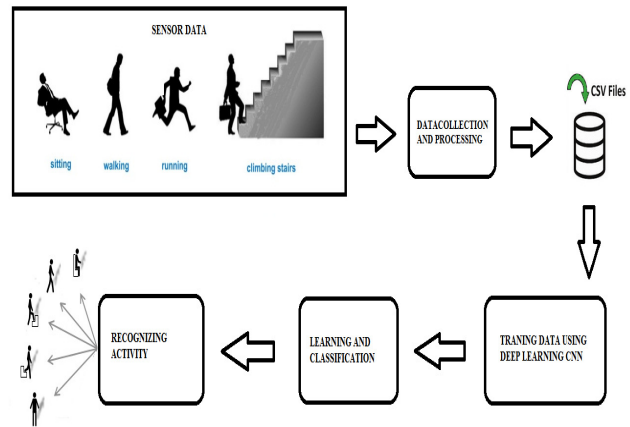 SENSOR DATA
sitting
walking
running
climbing stairs
DATACOLLECTION
AND PROCESSING
CSV Files
TRANING DATA USING
DEEP LEARNING CNN
LEARNING AND
CLASSIFICATION
RECOGNIZING
ACTIVITY